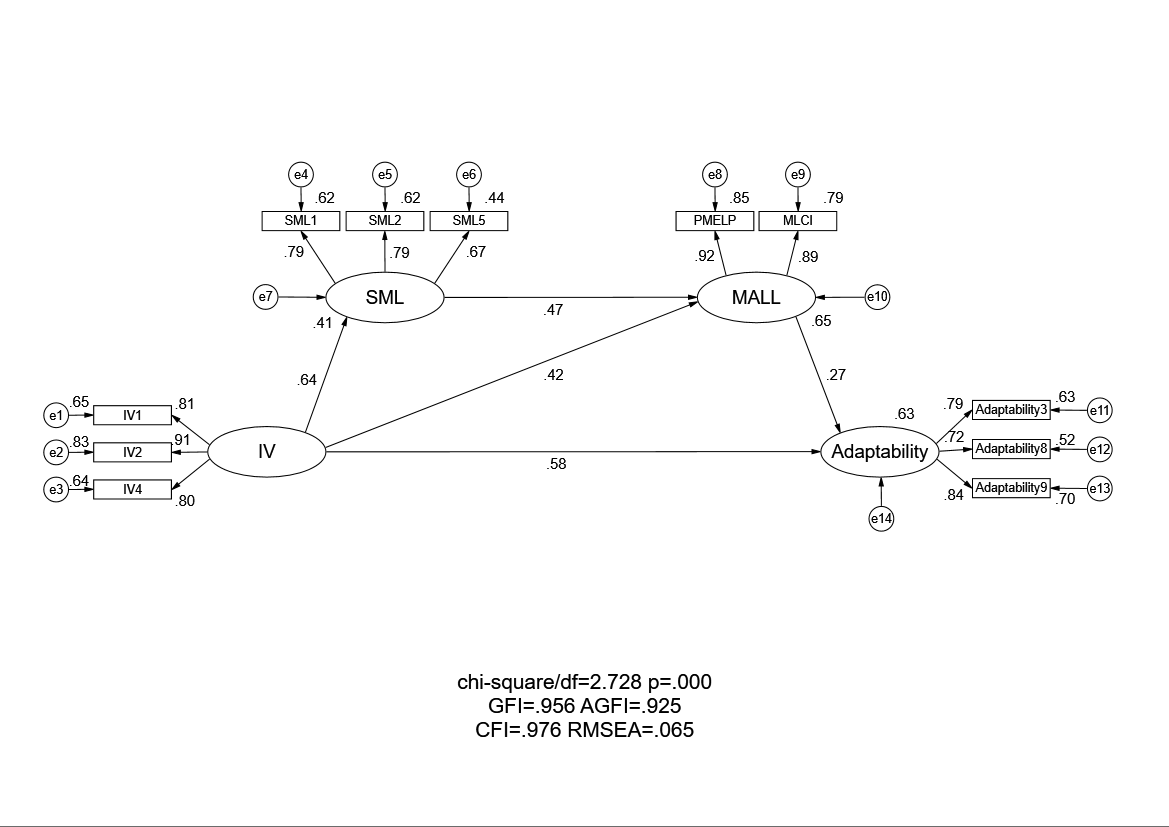 e4 e5 e6 e8 e9
.62 .62 .44 .85 .79
SML1 SML2 SML5 PMELP MLCI
.79 .79 .67 .92 .89
e7 SML MALL e10
.41 .47 .65
.64 .42 .27
.65 .81 .79 .63
e1 IV1 .63 Adaptability3 e11
.83 .91 .72 .52
e2 IV2 IV Adaptability Adaptability8 e12
.64 .58
e3 IV4 Adaptability9 e13
.80 .84 .70
e14
chi-square/df=2.728 p=.000
GFI=.956 AGFI=.925
CFI=.976 RMSEA=.065